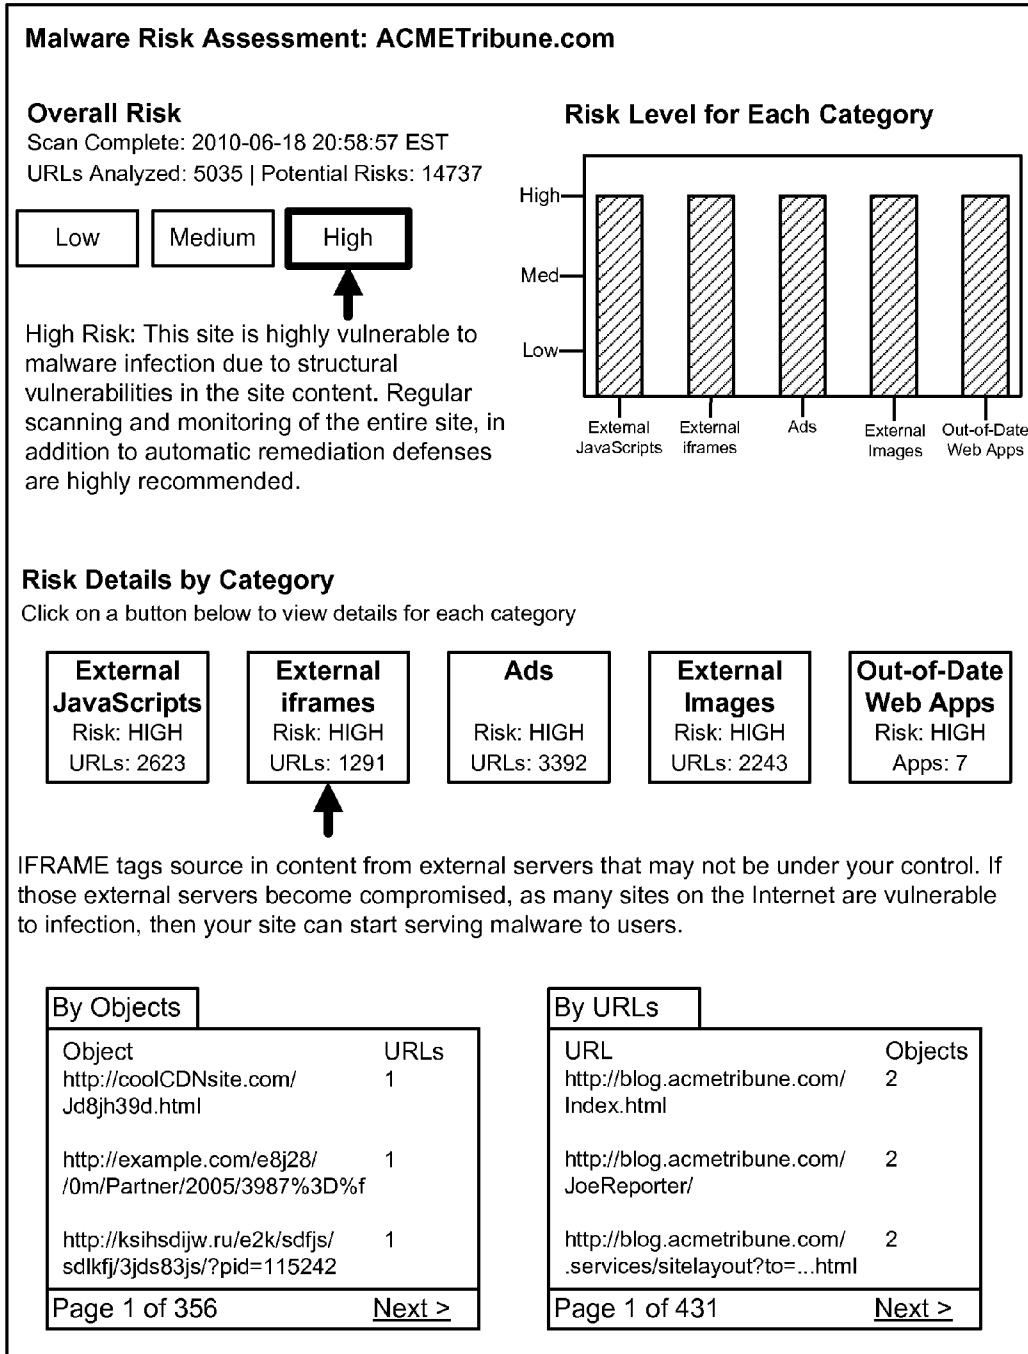 Malware Risk Assessment: ACMETribune.com
Overall Risk
Scan Complete: 2010-06-18 20:58:57 EST
URLs Analyzed: 5035 | Potential Risks: 14737
Low
Medium
High
High Risk: This site is highly vulnerable to
malware infection due to structural
vulnerabilities in the site content. Regular
scanning and monitoring of the entire site, in
addition to automatic remediation defenses
are highly recommended.
Risk Level for Each Category
High
Med
Low
External
JavaScripts
External
iframes
Ads
External
Images
Out-of-Date
Web Apps
Risk Details by Category
Click on a button below to view details for each category
External
JavaScripts
Risk: HIGH
URLs: 2623
External
iframes
Risk: HIGH
URLs: 1291
Ads
Risk: HIGH
URLs: 3392
External
Images
Risk: HIGH
URLs: 2243
Out-of-Date
Web Apps
Risk: HIGH
Apps: 7
IFRAME tags source in content from external servers that may not be under your control. If
those external servers become compromised, as many sites on the Internet are vulnerable
to infection, then your site can start serving malware to users.
By Objects
Object URLs
http://coolCDNsite.com/ 1
Jd8jh39d.html
http://example.com/e8j28/ 1
/0m/Partner/2005/3987%3D%f
http://ksihsdijw.ru/e2k/sdfjs/ 1
sdlkfj/3jds83js/?pid=115242
Page 1 of 356 Next >
By URLs
URL Objects
http://blog.acmetribune.com/ 2
Index.html
http://blog.acmetribune.com/ 2
JoeReporter/
http://blog.acmetribune.com/ 2
.services/sitelayout?to=...html
Page 1 of 431 Next >